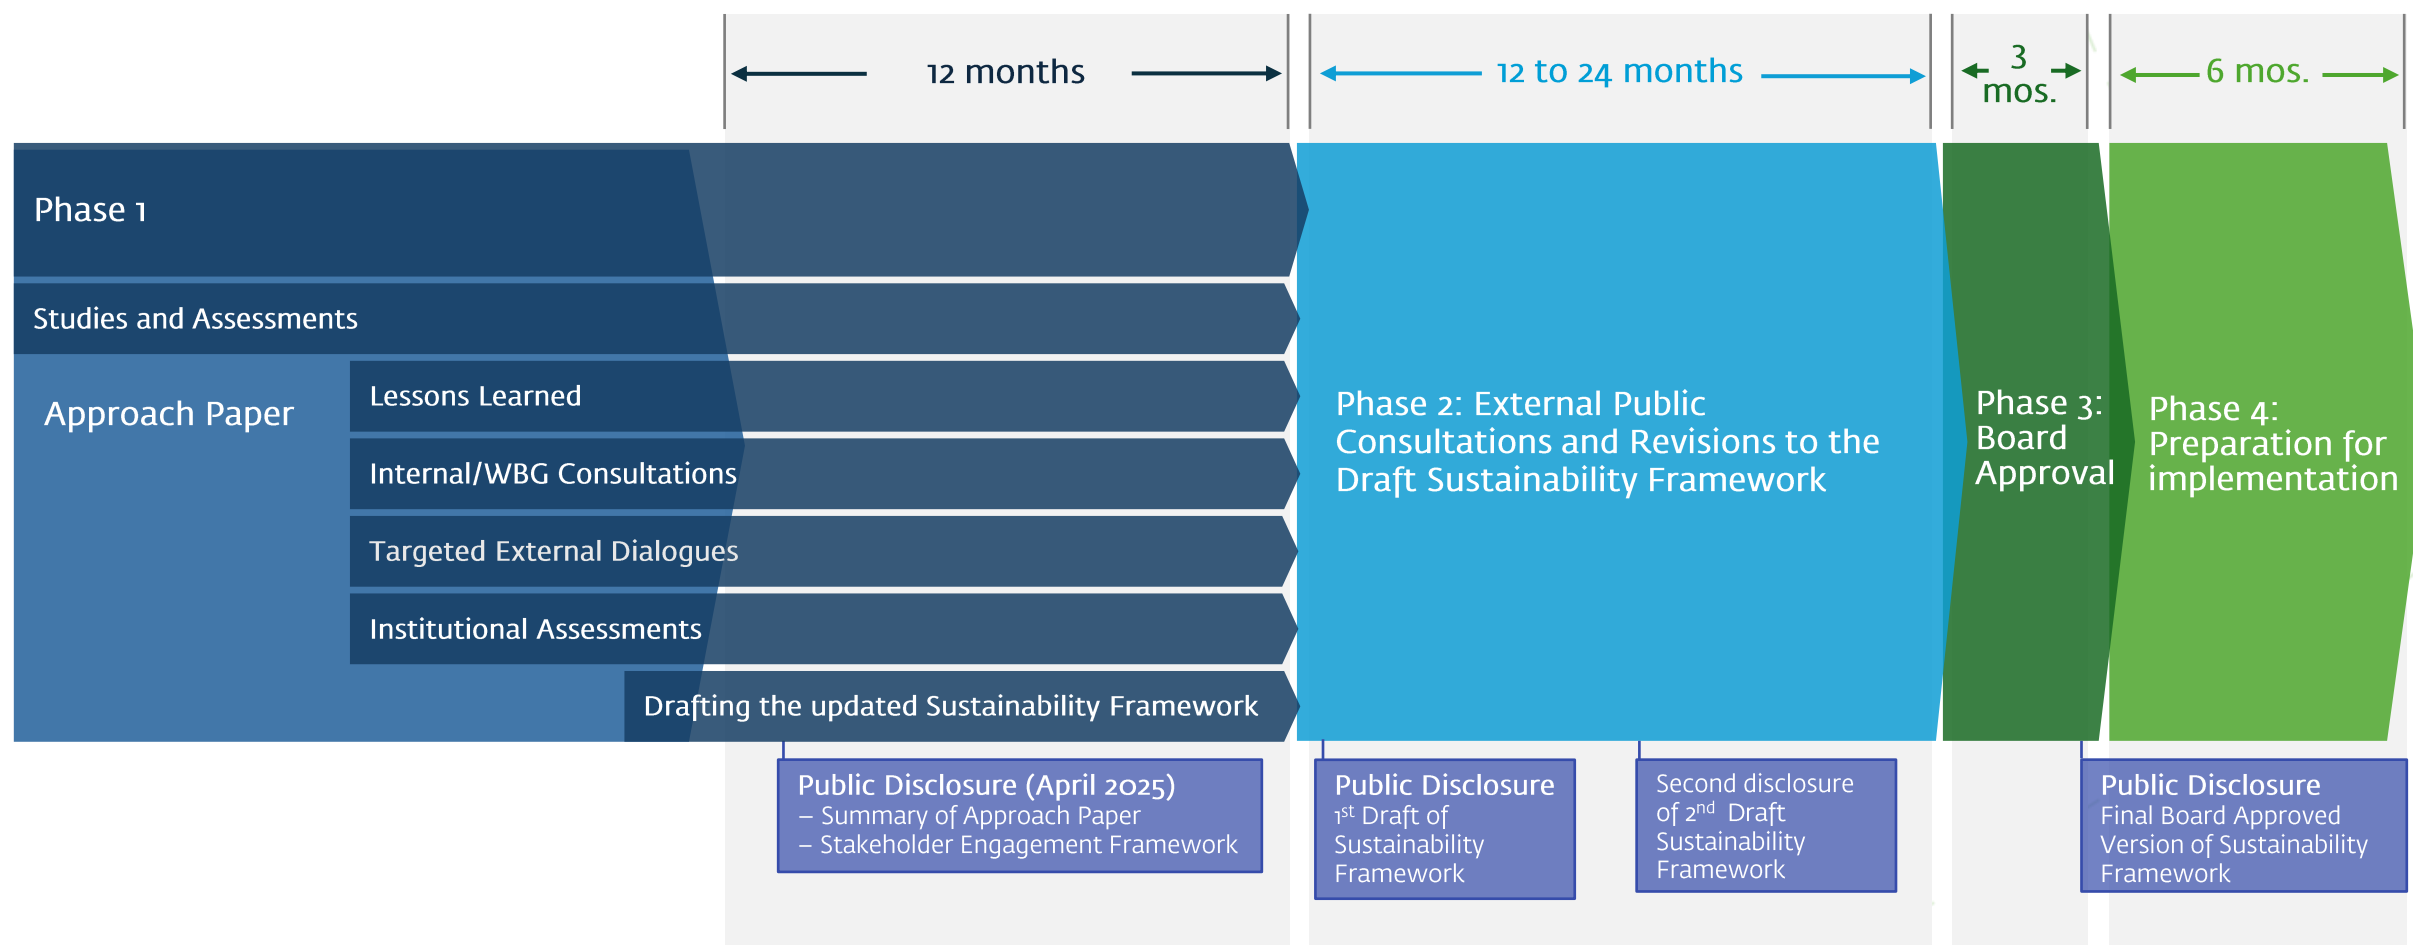 12 months
12 to 24 months
3
mos.
6 mos.
Phase 1
Studies and Assessments
Approach Paper
Lessons Learned
Internal/WBG Consultations
Targeted External Dialogues
Institutional Assessments
Drafting the updated Sustainability Framework
Phase 2: External Public
Consultations and Revisions to the
Draft Sustainability Framework
Phase 3:
Board
Approval
Phase 4:
Preparation for
implementation
Public Disclosure (April 2025)
– Summary of Approach Paper
– Stakeholder Engagement Framework
Public Disclosure
1st Draft of
Sustainability
Framework
Second disclosure
of 2nd Draft
Sustainability
Framework
Public Disclosure
Final Board Approved
Version of Sustainability
Framework